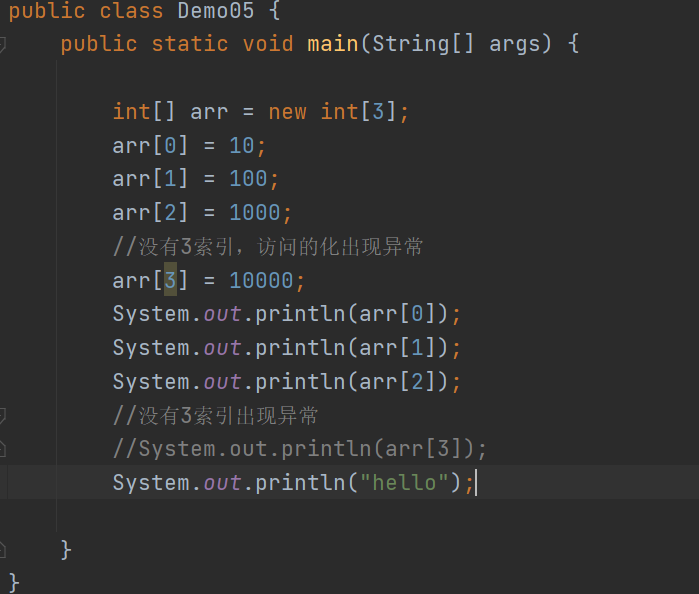 public class Demo05 {
public static void main(String[] args) {
int[] arr = new int[3];
arr[0] = 10;
arr[1] = 100;
arr[2] = 1000;
//没有3索引，访问的化出现异常
arr[3] = 10000;
System.out.println(arr[0]);
System.out.println(arr[1]);
System.out.println(arr[2]);
//没有3索引出现异常
//System.out.println(arr[3]);
System.out.println("hello");
}
}